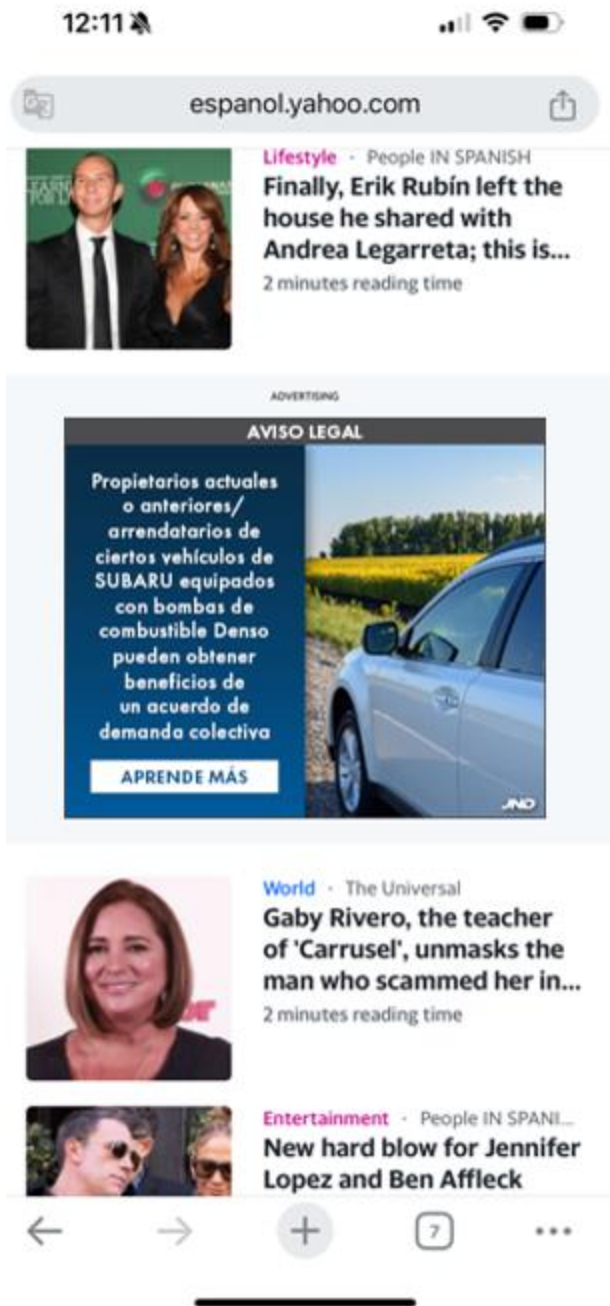 12:11
espanol.yahoo.com
Lifestyle · People IN SPANISH
Finally, Erik Rubín left the
house he shared with
Andrea Legarreta; this is...
2 minutes reading time
ADVERTISING
AVISO LEGAL
Propietarios actuales
o anteriores/
arrendatarios de
ciertos vehículos de
SUBARU equipados
con bombas de
combustible Denso
pueden obtener
beneficios de
un acuerdo de
demanda colectiva
APRENDE MÁS
JND
World · The Universal
Gaby Rivero, the teacher
of 'Carrusel', unmasks the
man who scammed her in...
2 minutes reading time
Entertainment · People IN SPANI...
New hard blow for Jennifer
Lopez and Ben Affleck
7